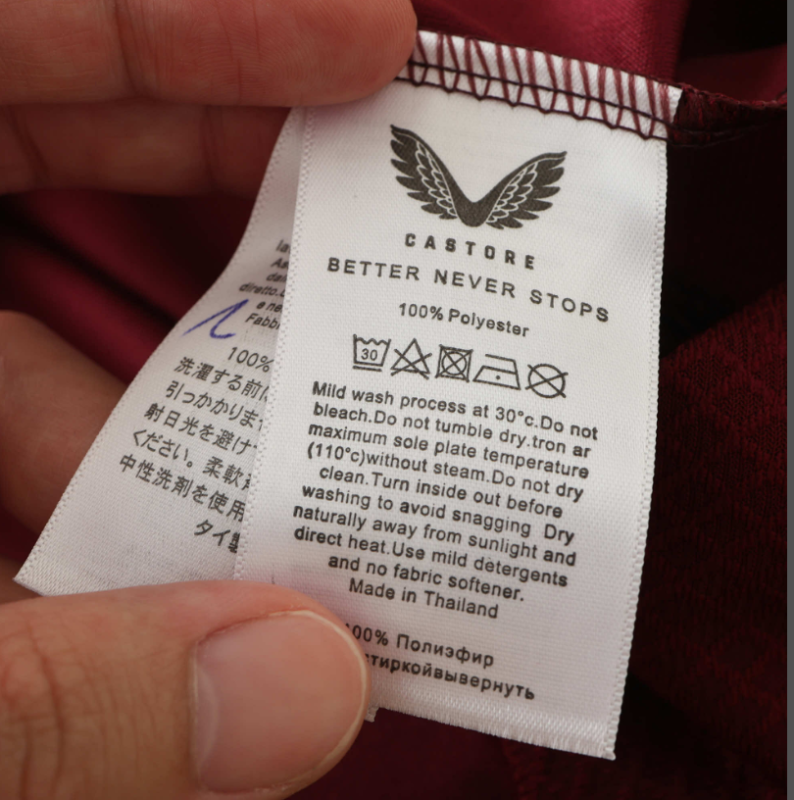 CASTORE
BETTER NEVER STOPS
100% Polyester
30
Mild wash process at 30°c.Do not
bleach.Do not tumble dry.tron ar
maximum sole plate temperature
(110°c)without steam.Do not dry
clean.Turn inside out before
washing to avoid snagging Dry
naturally away from sunlight and
direct heat.Use mild detergents
and no fabric softener.
Made in Thailand
100% Полиэфир
стиркойвывернуть
diretto.
e ne
Fabb
100%
洗濯する前に
引っかかりま
射日光を避け
ください。柔軟
中性洗剤を使用
タイ製